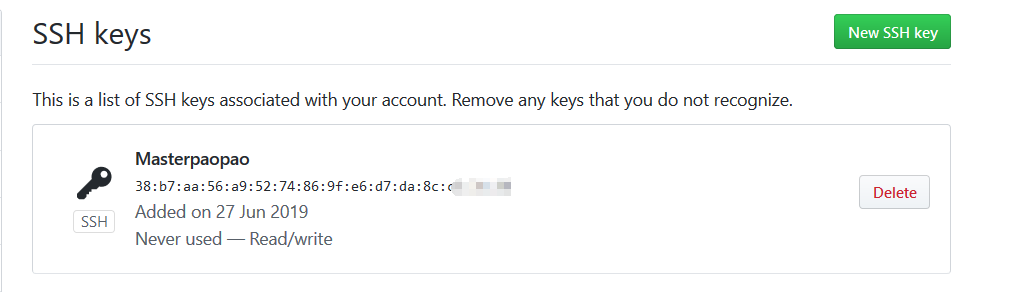 SSH keys
New SSH key
This is a list of SSH keys associated with your account. Remove any keys that you do not recognize.
Masterpaopao
38:b7:aa:56:a9:52:74:86:9f:e6:d7:da:8c:
Delete
Added on 27 Jun 2019
SSH
Never used — Read/write